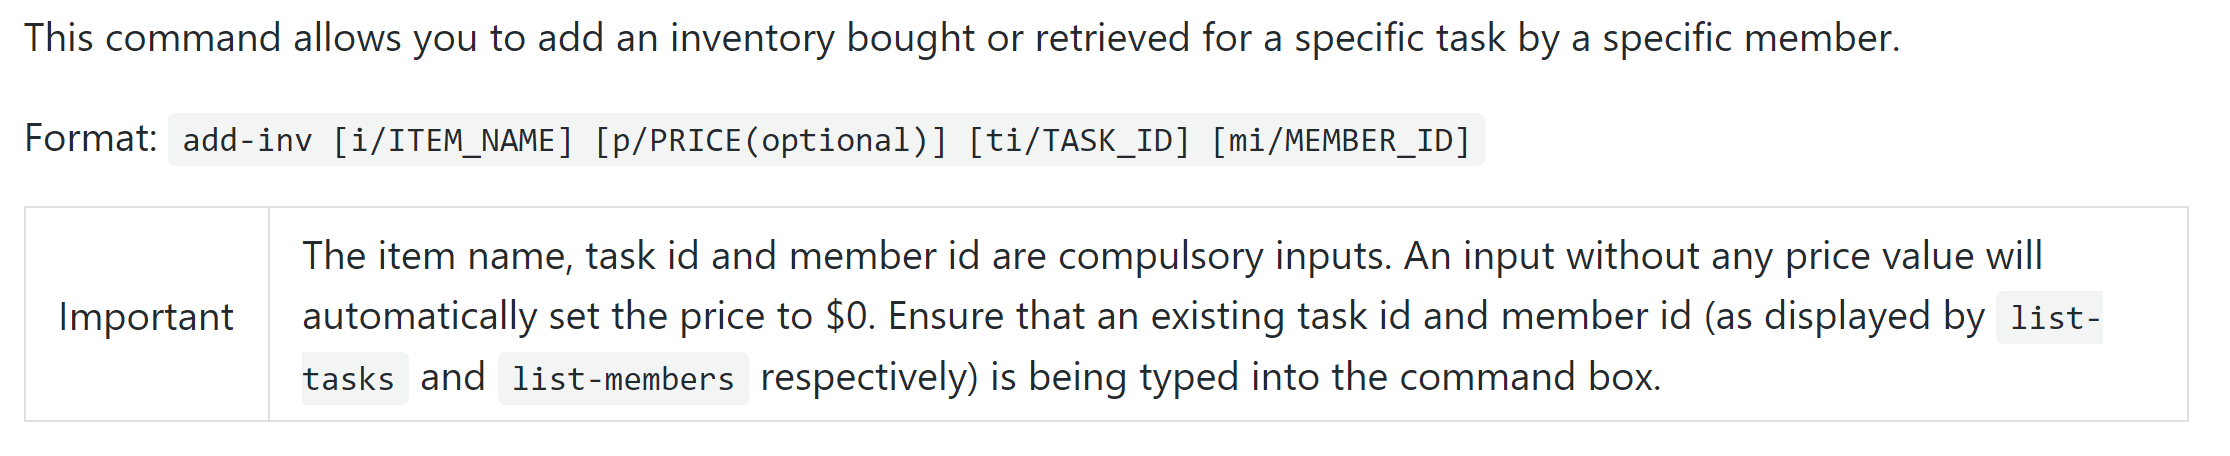 This command allows you to add an inventory bought or retrieved for a specific task by a specific member.
Format: add-inv [i/ITEM_NAME] [p/PRICE(optional)] [ti/TASK_ID] [mi/MEMBER_ID]
The item name, task id and member id are compulsory inputs. An input without any price value will
Important
automatically set the price to $0. Ensure that an existing task id and member id (as displayed by list-
tasks and list-members respectively) is being typed into the command box.